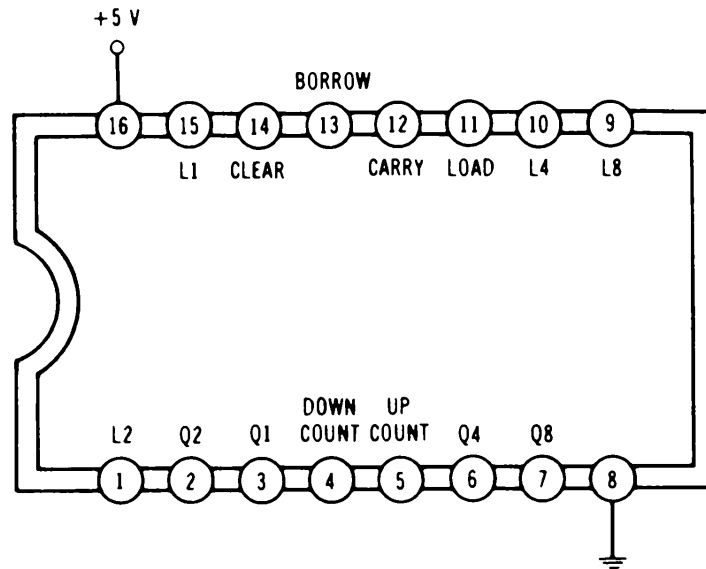 +5 V
BORROW
16 15 14 13 12 11 10 9
L1 CLEAR CARRY LOAD L4 L8
DOWN UP
L2 Q2 Q1 COUNT COUNT Q4 Q8
1 2 3 4 5 6 7 8